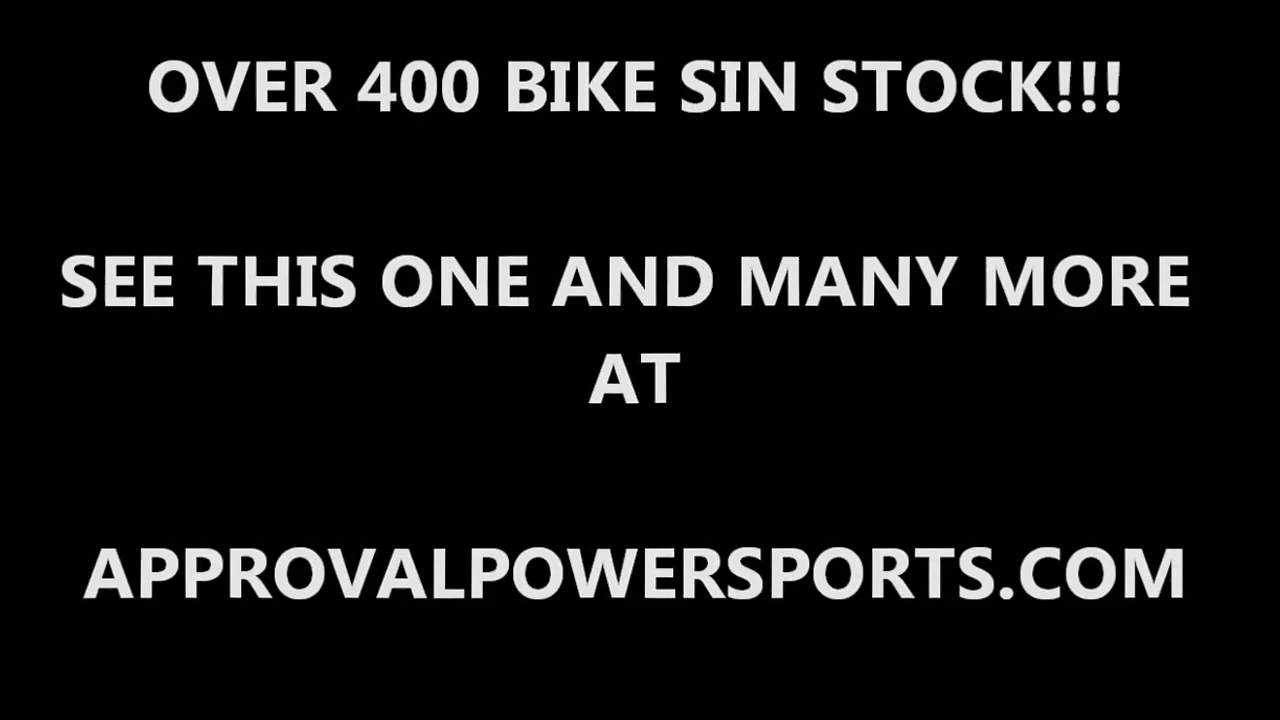 OVER 400 BIKE SIN STOCK!!!
SEE THIS ONE AND MANY MORE
AT
APPROVALPOWERSPORTS.COM